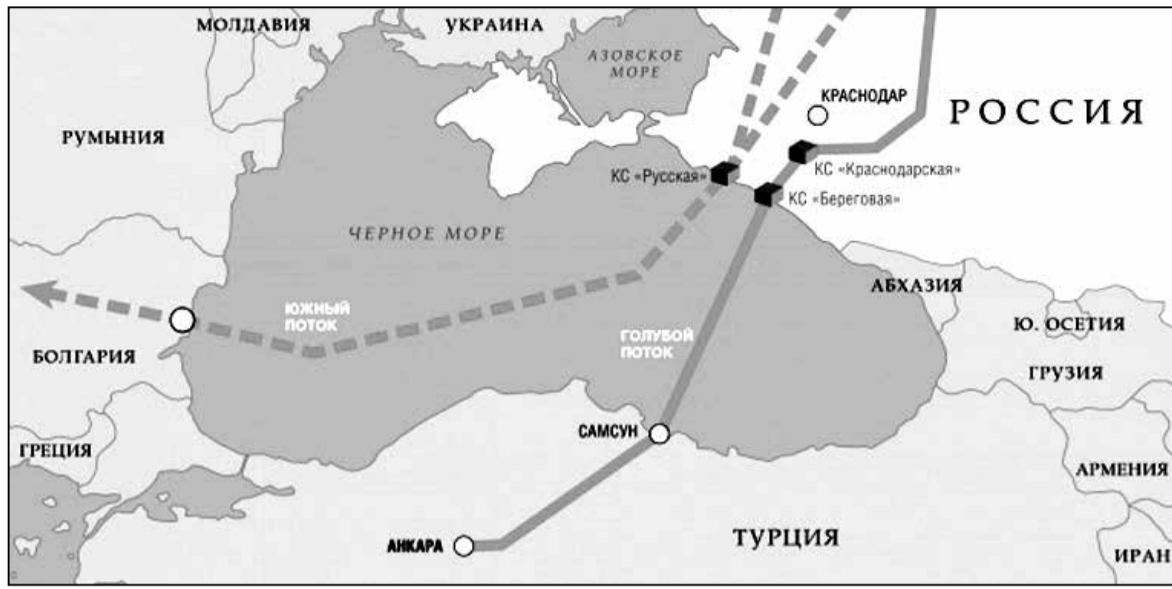 МОЛДАВИЯ
УКРАИНА
АЗОВСКОЕ
МОРЕ
КРАСНОДАР
РОССИЯ
РУМЫНИЯ
КС «Русская»
КС «Краснодарская»
КС «Береговая»
ЧЕРНОЕ МОРЕ
АБХАЗИЯ
ЮЖНЫЙ
ПОТОК
Ю. ОСЕТИЯ
ГОЛУБОЙ
ПОТОК
БОЛГАРИЯ
ГРУЗИЯ
САМСУН
ГРЕЦИЯ
АРМЕНИЯ
АНКАРА
ТУРЦИЯ
ИРАН